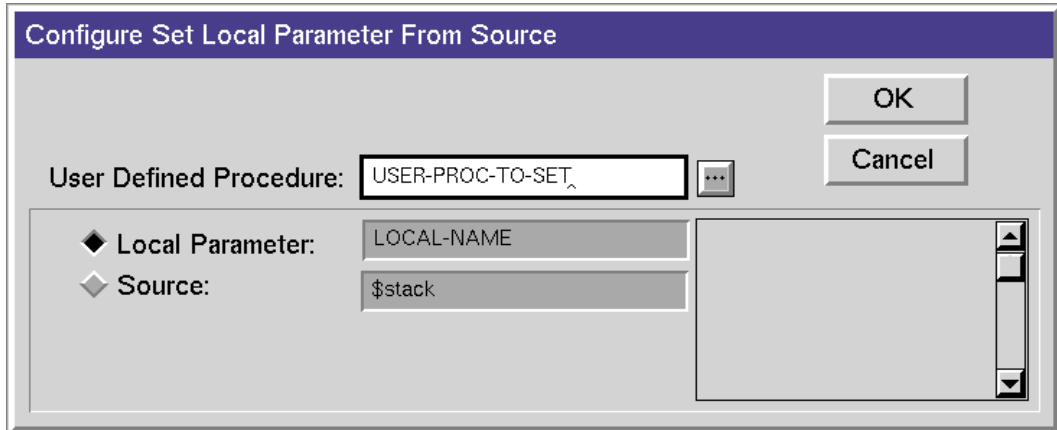 Configure Set Local Parameter From Source
OK
Cancel
User Defined Procedure: USER-PROC-TO-SET ...
Local Parameter: LOCAL-NAME
Source: $stack